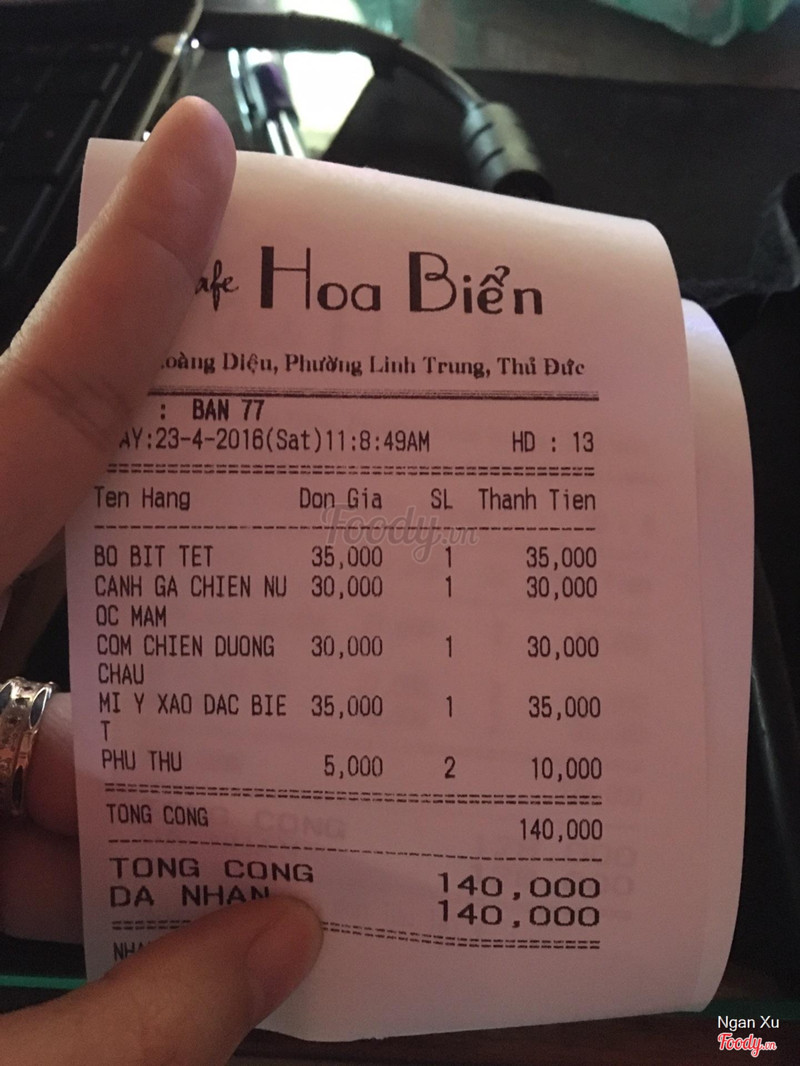 Hoa Biển
Diệu, Phường Linh Trung, Thủ Đức
: BAN 77
:23-4-2016(Sat)11:8:49AM HD : 13
Ten Hang Don Gia SL Thanh Tien
Foody.vn
BO BIT TET 35,000 1 35,000
CANH GA CHIEN NU 30,000 1 30,000
OC MAM
COM CHIEN DUONG 30,000 1 30,000
CHAU
MI Y XAO DAC BIE 35,000 1 35,000
T
PHU THU 5,000 2 10,000
TONG CONG 140,000
TONG CONG 140,000
DA NHAN 140,000
Ngan Xu
Foody.vn